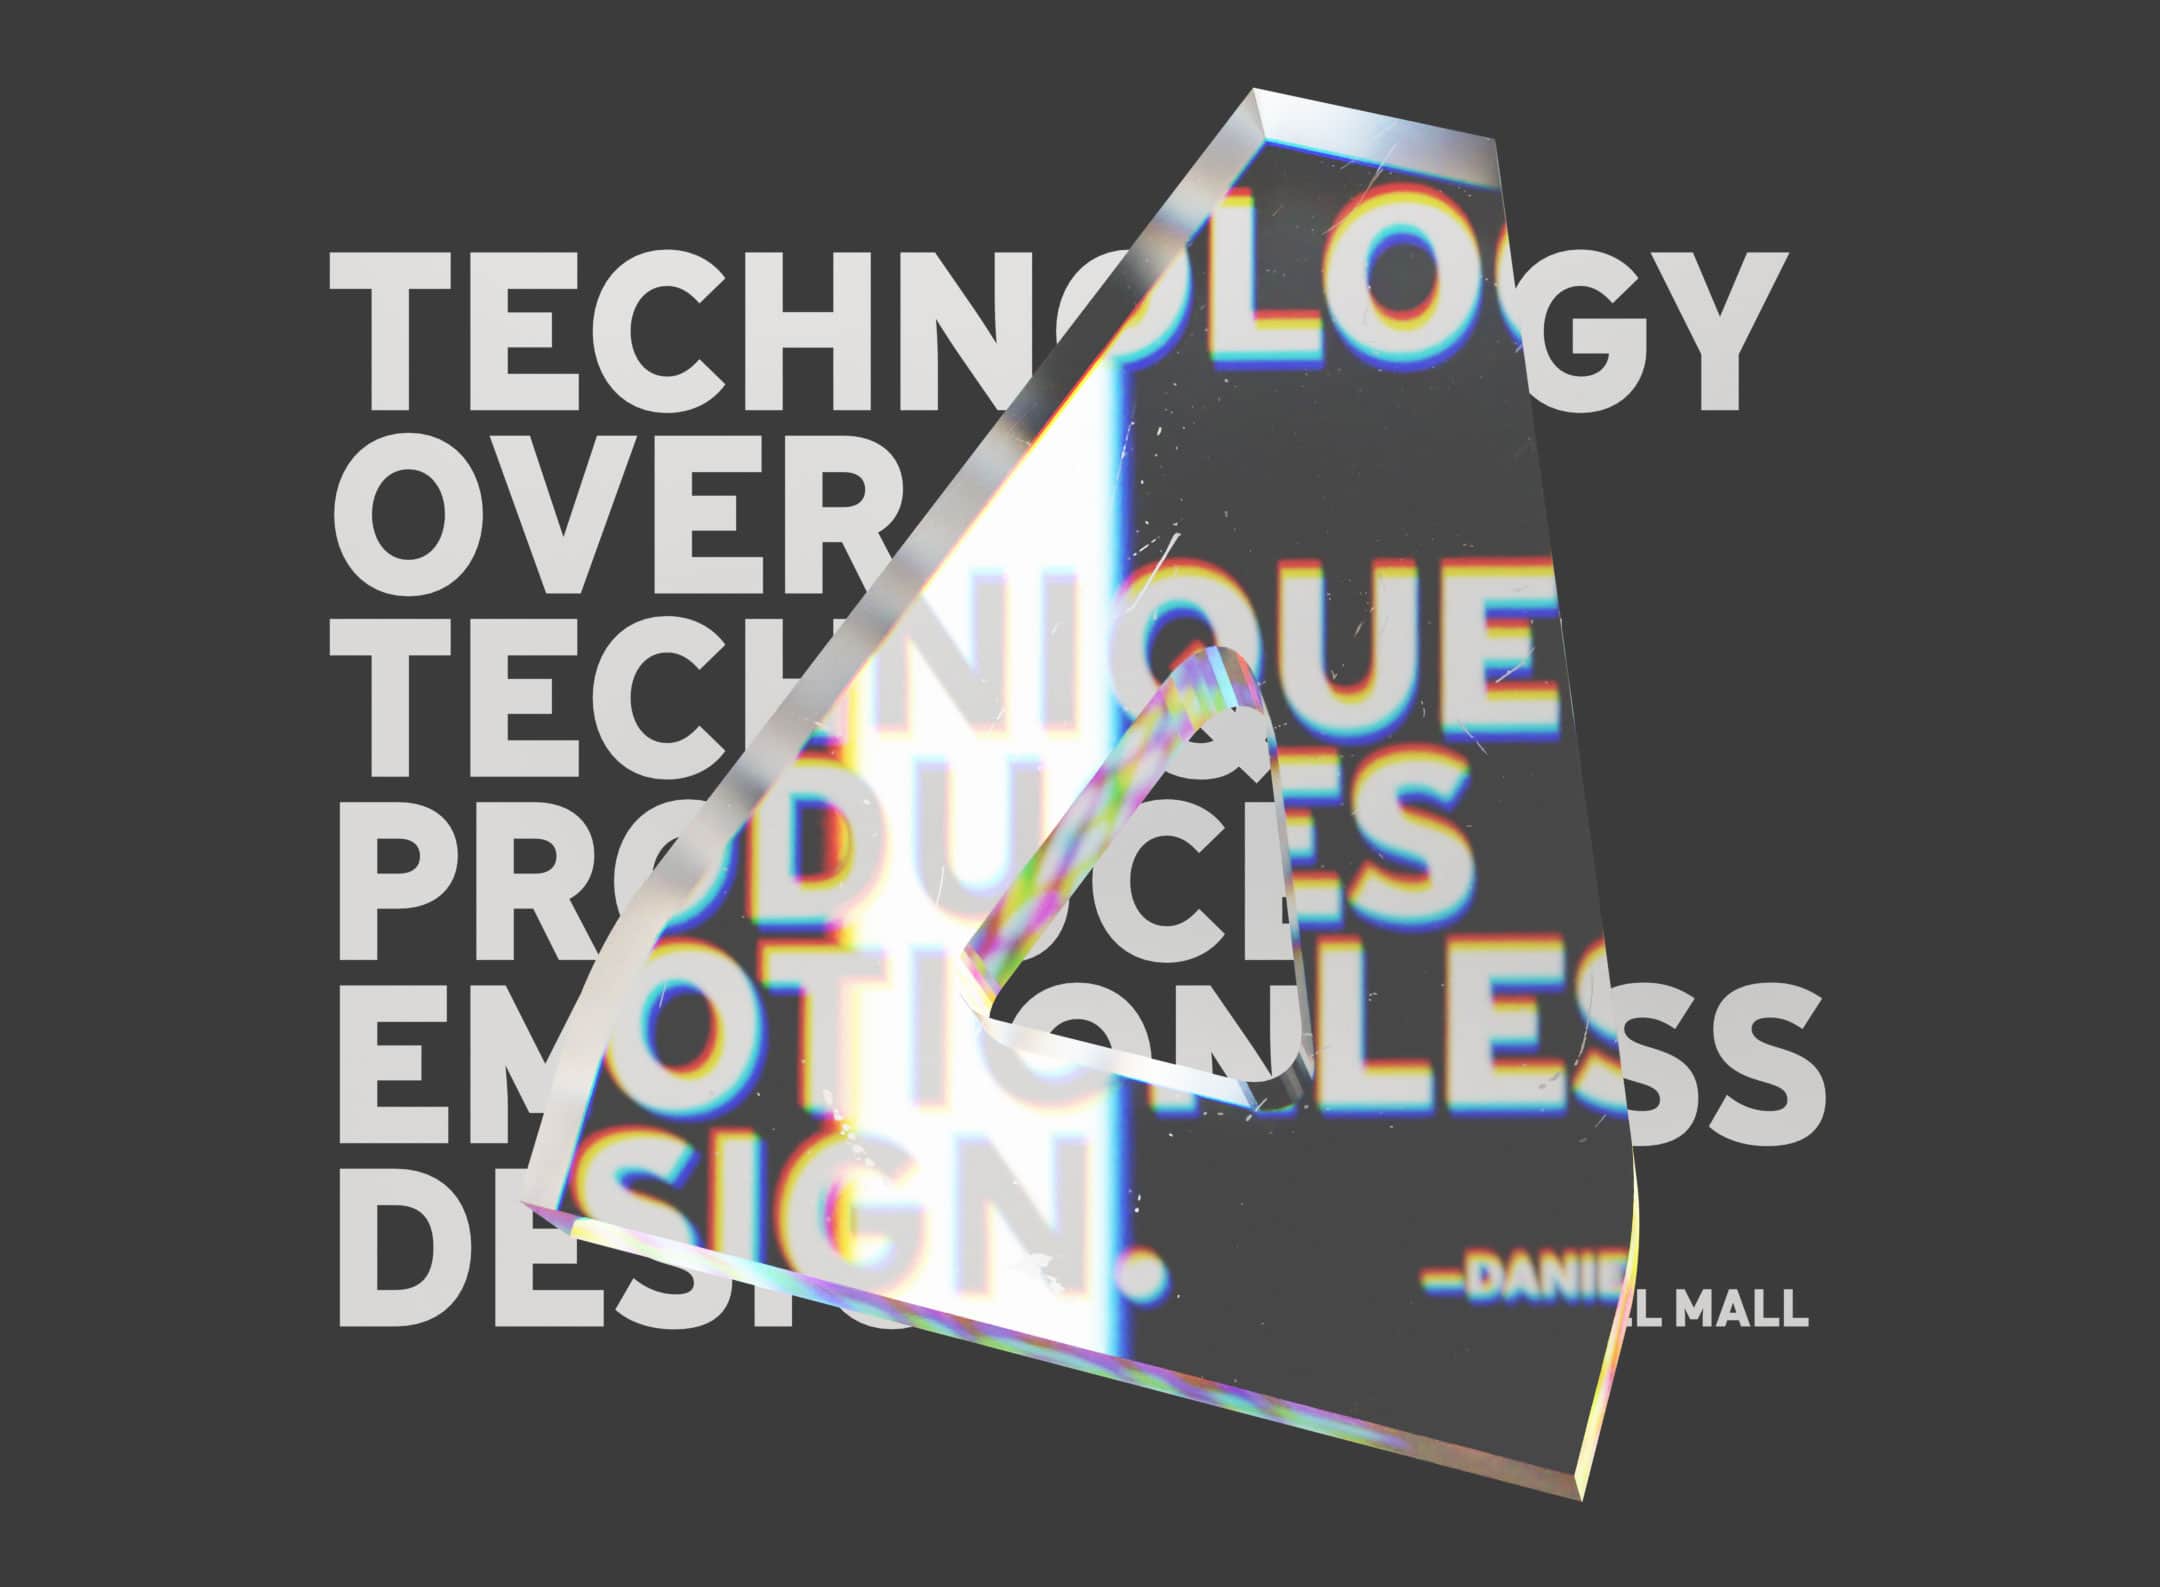 TECHNOLOGY
OVER
TECHNIQUE
PRODUCES
EMOTIONLESS
DESIGN.
—DANIEL MALL